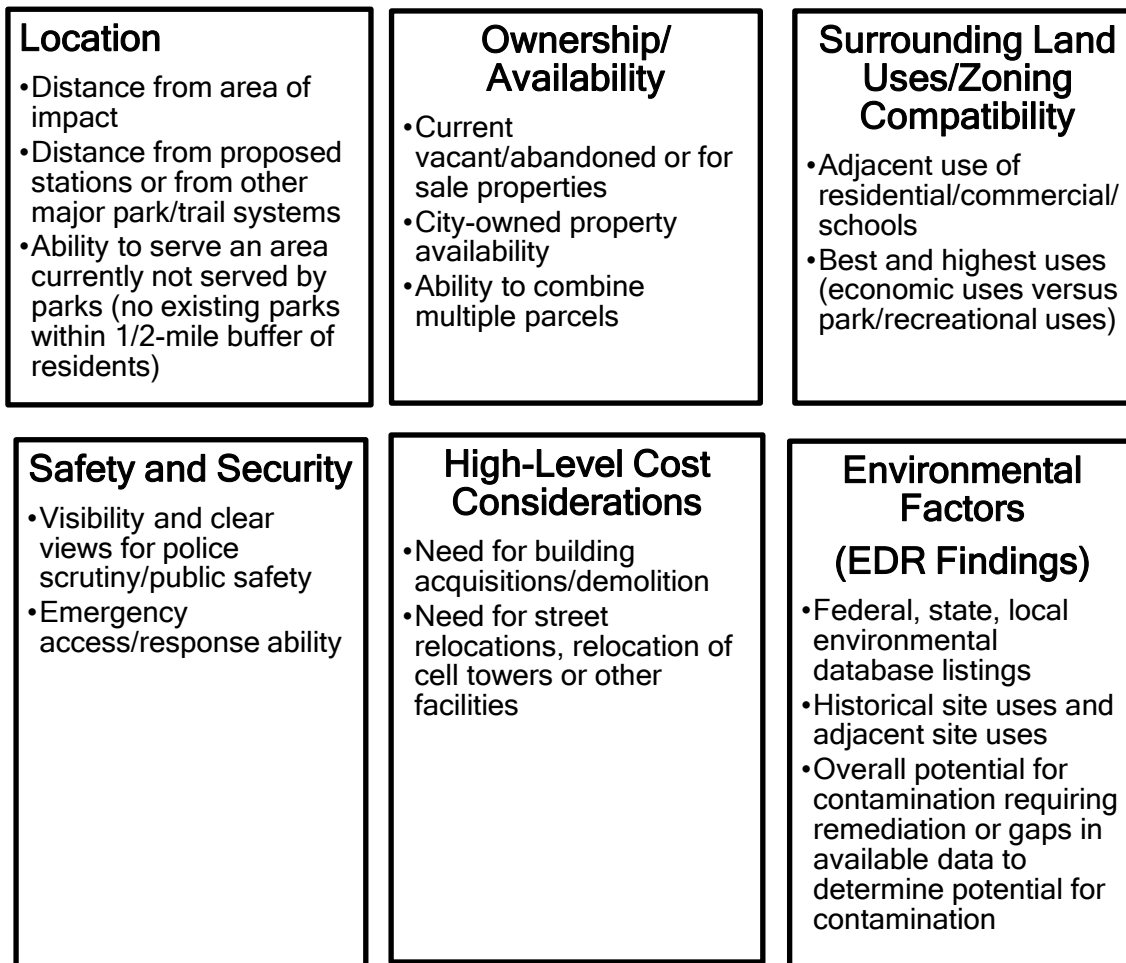 Location
•Distance from area of
impact
•Distance from proposed
stations or from other
major park/trail systems
•Ability to serve an area
currently not served by
parks (no existing parks
within 1/2-mile buffer of
residents)
Ownership/
Availability
•Current
vacant/abandoned or for
sale properties
•City-owned property
availability
•Ability to combine
multiple parcels
Surrounding Land
Uses/Zoning
Compatibility
•Adjacent use of
residential/commercial/
schools
•Best and highest uses
(economic uses versus
park/recreational uses)
Safety and Security
•Visibility and clear
views for police
scrutiny/public safety
•Emergency
access/response ability
High-Level Cost
Considerations
•Need for building
acquisitions/demolition
•Need for street
relocations, relocation of
cell towers or other
facilities
Environmental
Factors
(EDR Findings)
•Federal, state, local
environmental
database listings
•Historical site uses and
adjacent site uses
•Overall potential for
contamination requiring
remediation or gaps in
available data to
determine potential for
contamination